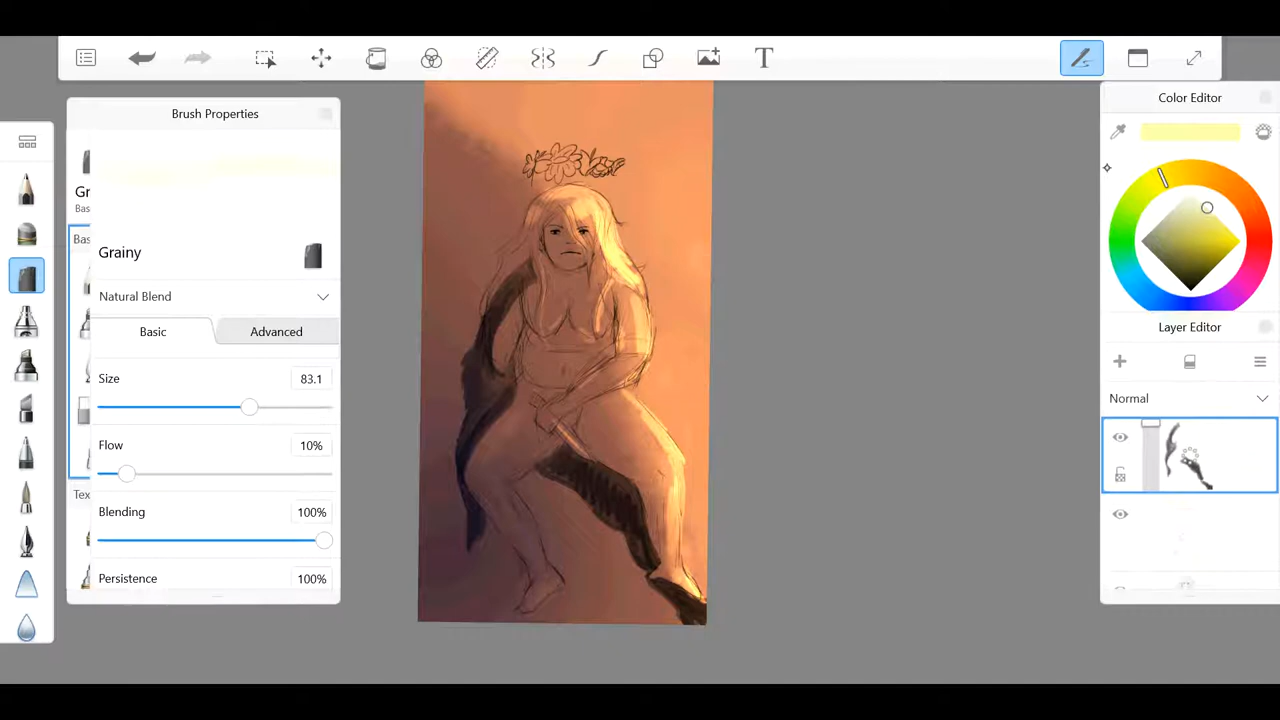 T
Brush Properties
Color Editor
Gr
Bas
Bas
Grainy
Natural Blend
Basic
Advanced
Size
83.1
Flow
10%
Blending
100%
Tex
Persistence
100%
Layer Editor
Normal